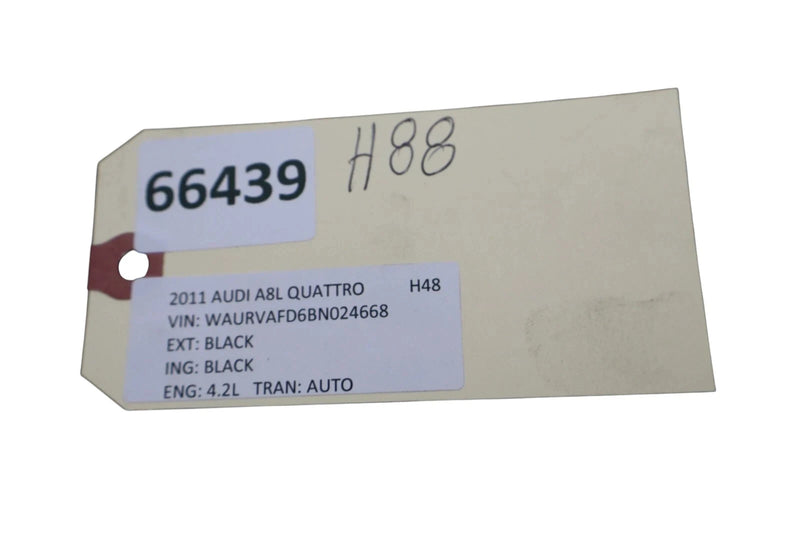 66439
H88
2011 AUDI A8L QUATTRO H48
VIN: WAURVAFD6BN024668
EXT: BLACK
ING: BLACK
ENG: 4.2L TRAN: AUTO